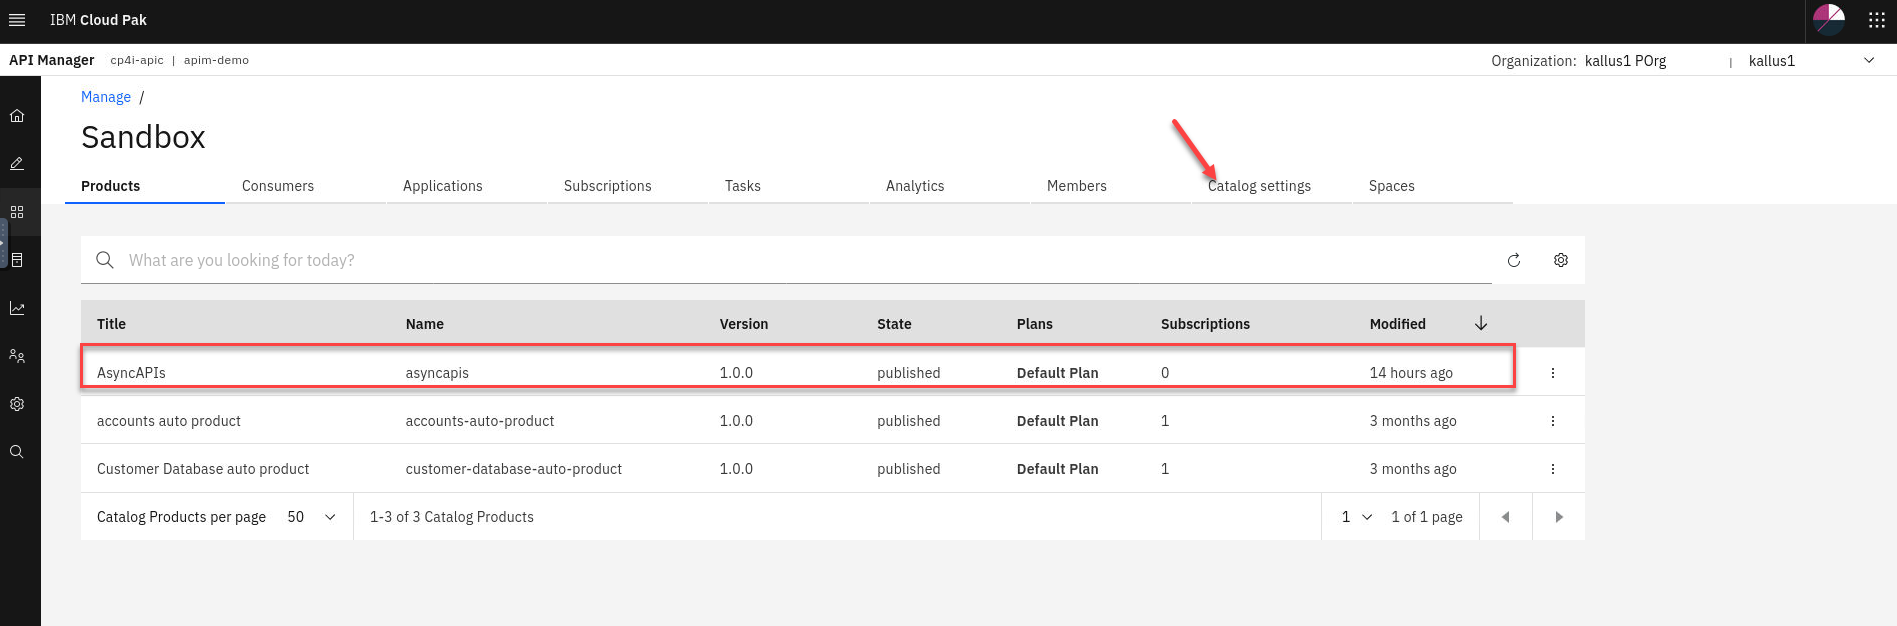 IBM Cloud Pak
API Manager cp4i-apic | apim-demo Organization: kallus1 POrg | kallus1
Manage /
Sandbox
Products Consumers Applications Subscriptions Tasks Analytics Members Catalog settings Spaces
What are you looking for today?
Title Name Version State Plans Subscriptions Modified
AsyncAPIs asyncapis 1.0.0 published Default Plan 0 14 hours ago
accounts auto product accounts-auto-product 1.0.0 published Default Plan 1 3 months ago
Customer Database auto product customer-database-auto-product 1.0.0 published Default Plan 1 3 months ago
Catalog Products per page 50 1-3 of 3 Catalog Products 1 1 of 1 page